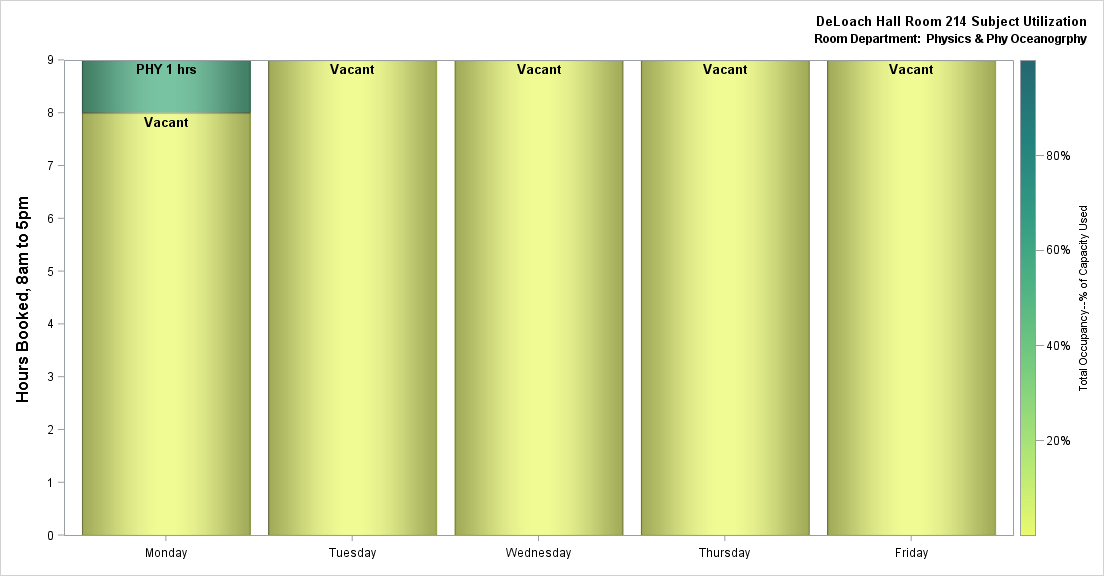 DeLoach Hall Room 214 Subject Utilization
Room Department: Physics & Phy Oceanogrphy
Hours Booked, 8am to 5pm
9
8
7
6
5
4
3
2
1
0
PHY 1 hrs
Vacant
Vacant
Vacant
Vacant
Vacant
Monday
Tuesday
Wednesday
Thursday
Friday
80%
60%
40%
20%
Total Occupancy--% of Capacity Used